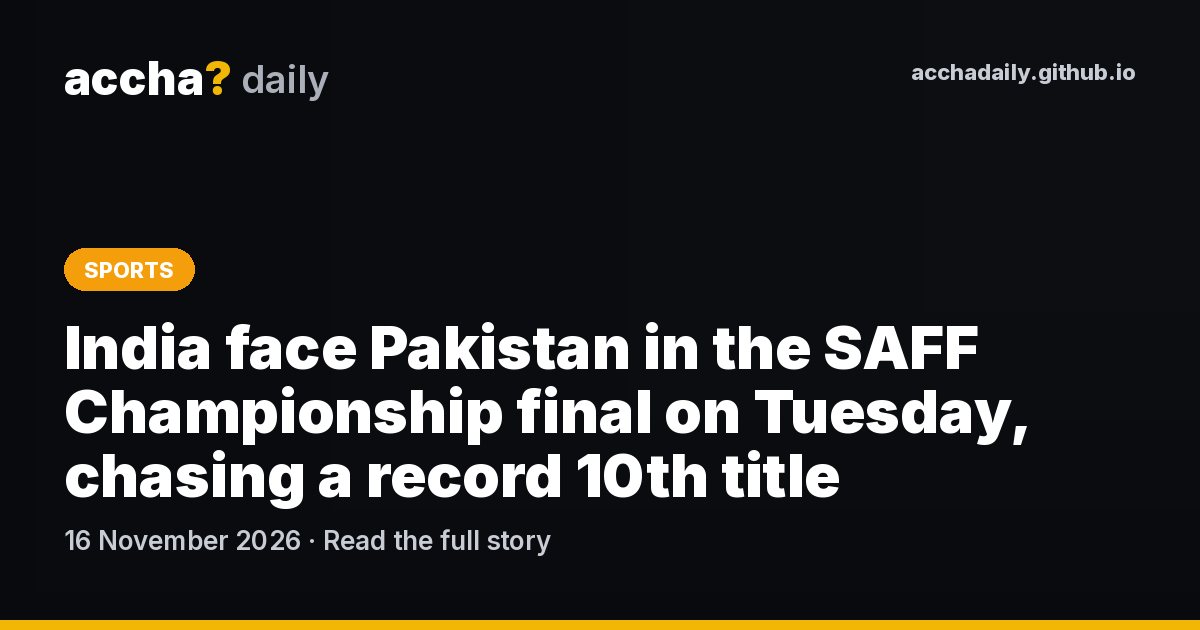 accha? daily
acchadaily.github.io
SPORTS
India face Pakistan in the SAFF
Championship final on Tuesday,
chasing a record 10th title
16 November 2026 · Read the full story